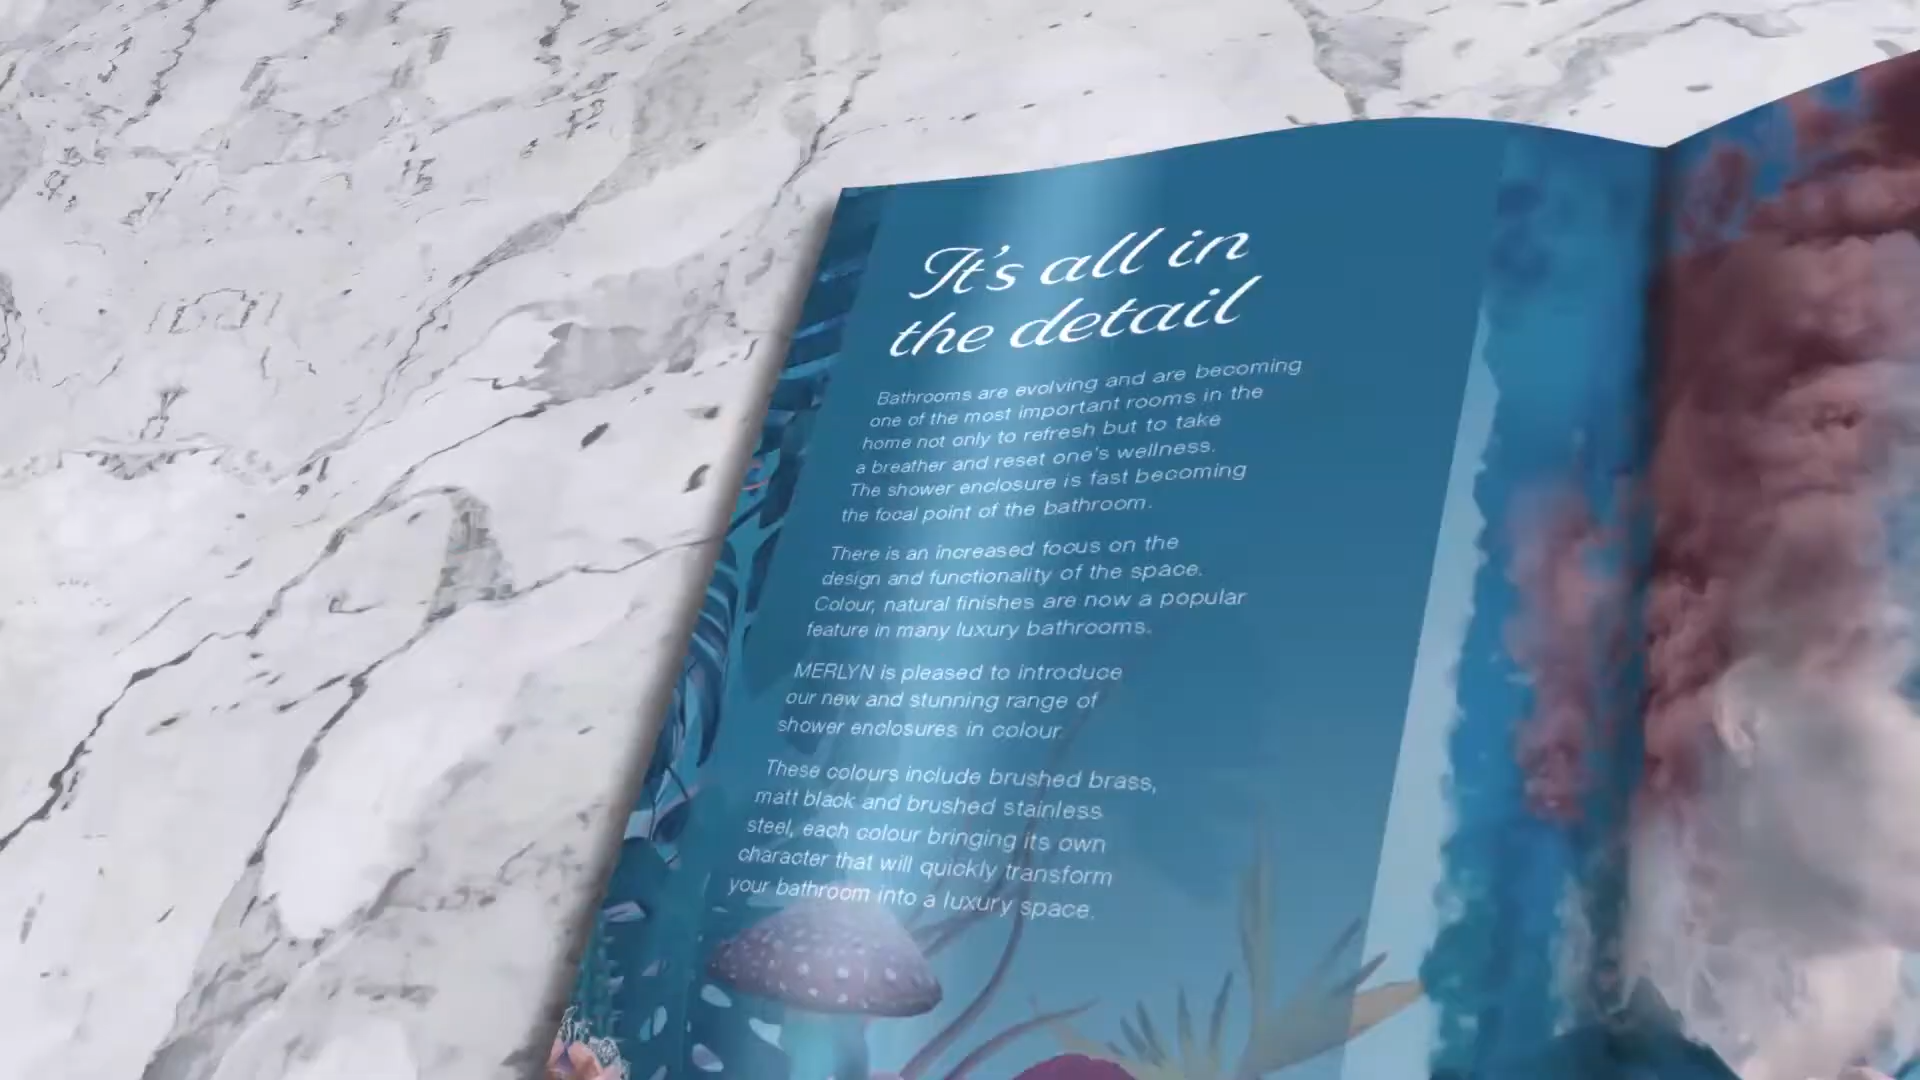 It's all in
the detail
Bathrooms are evolving and are becoming
one of the most important rooms in the
home not only to refresh but to take
a breather and reset one's wellness.
The shower enclosure is fast becoming
the focal point of the bathroom.
There is an increased focus on the
design and functionality of the space.
Colour, natural finishes are now a popular
feature in many luxury bathrooms.
MERLYN is pleased to introduce
our new and stunning range of
shower enclosures in colour.
These colours include brushed brass,
matt black and brushed stainless
steel, each colour bringing its own
character that will quickly transform
your bathroom into a luxury space.